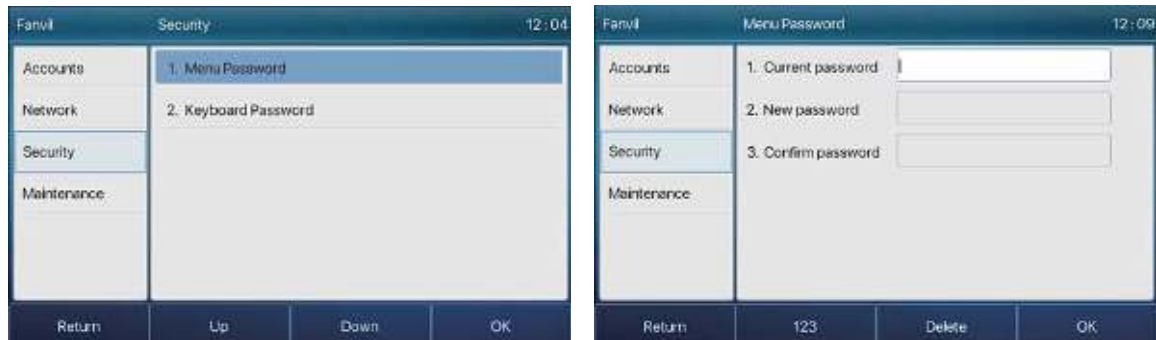 Fanvil Security 12:04
Accounts 1. Menu Password
Network 2. Keyboard Password
Security
Maintenance
Return Up Down OK
Fanvil Menu Password 12:09
Accounts 1. Current password
Network 2. New password
Security 3. Confirm password
Maintenance
Return 123 Delete OK